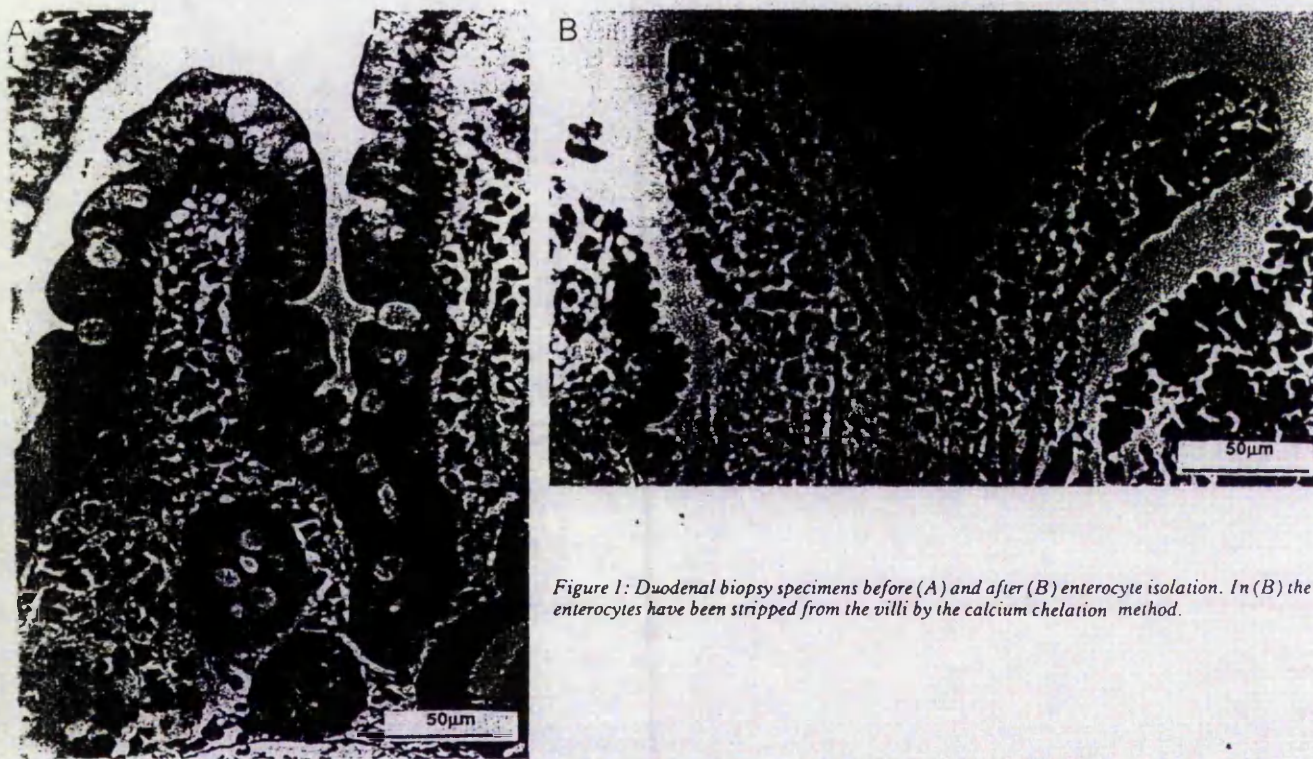 A
B
50µm
50µm
Figure 1: Duodenal biopsy specimens before (A) and after (B) enterocyte isolation. In (B) the
enterocytes have been stripped from the villi by the calcium chelation method.